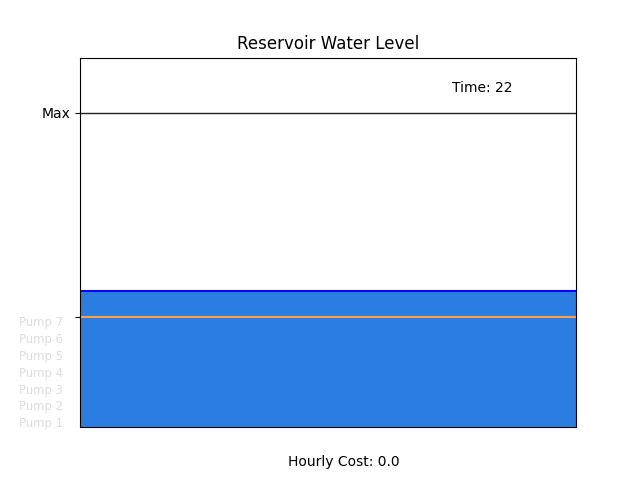 Reservoir Water Level
Time: 22
Max
Pump 7
Pump 6
Pump 5
Pump 4
Pump 3
Pump 2
Pump 1
Hourly Cost: 0.0